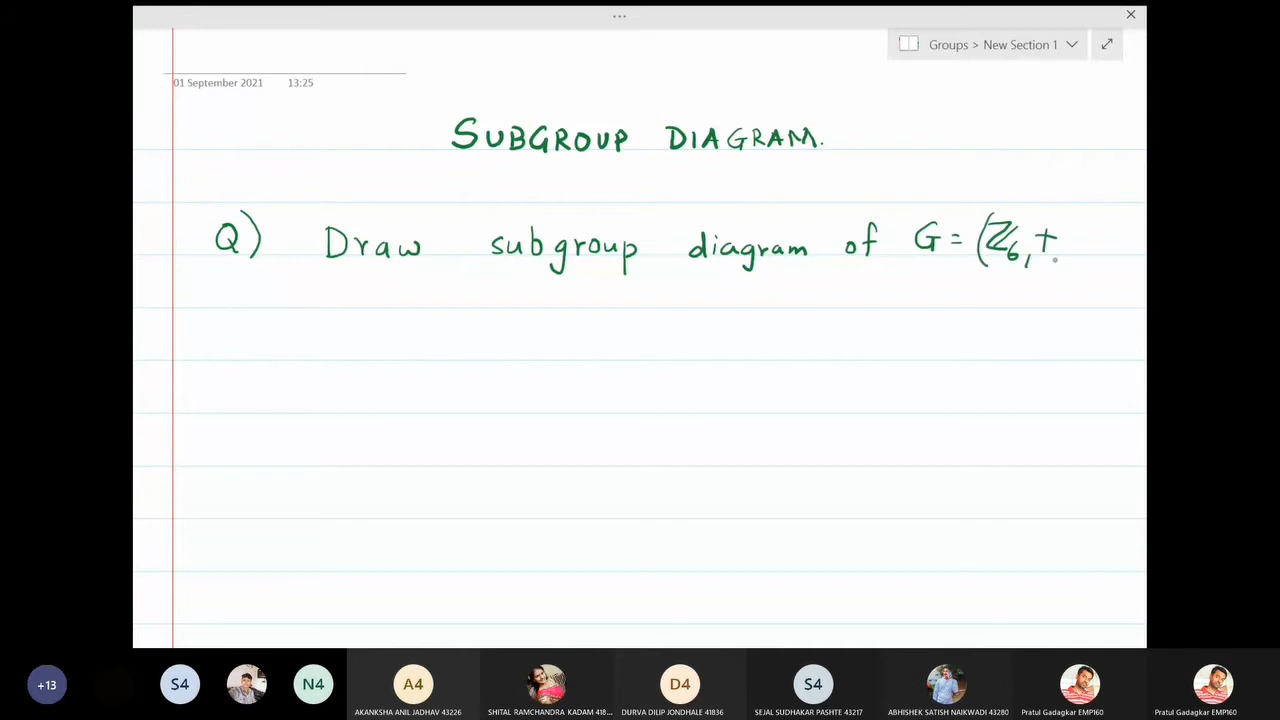 ...
Groups > New Section 1
01 September 2021 13:25
SUBGROUP DIAGRAM.
Q) Draw subgroup diagram of G = (ℤ₆, +
+13
S4
N4
A4
D4
S4
AKANKSHA ANIL JADHAV 43226
SHITAL RAMCHANDRA KADAM 418...
DURVA DILIP JONDHALE 41836
SEJAL SUDHAKAR PASHTE 43217
ABHISHEK SATISH NAIKWADI 43280
Pratul Gadagkar EMP160
Pratul Gadagkar EMP160